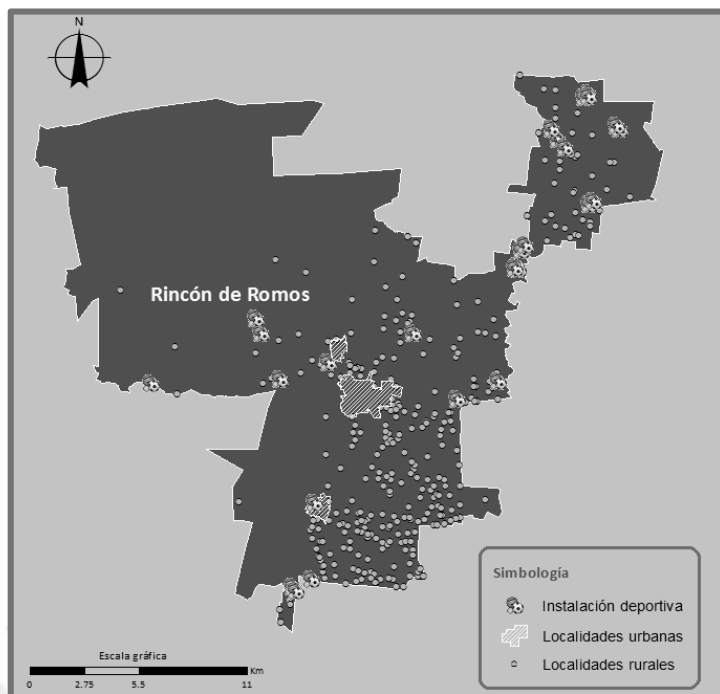 N
Rincón de Romos
Simbología
Instalación deportiva
Localidades urbanas
Localidades rurales
Escala gráfica
Km
0 2.75 5.5 11